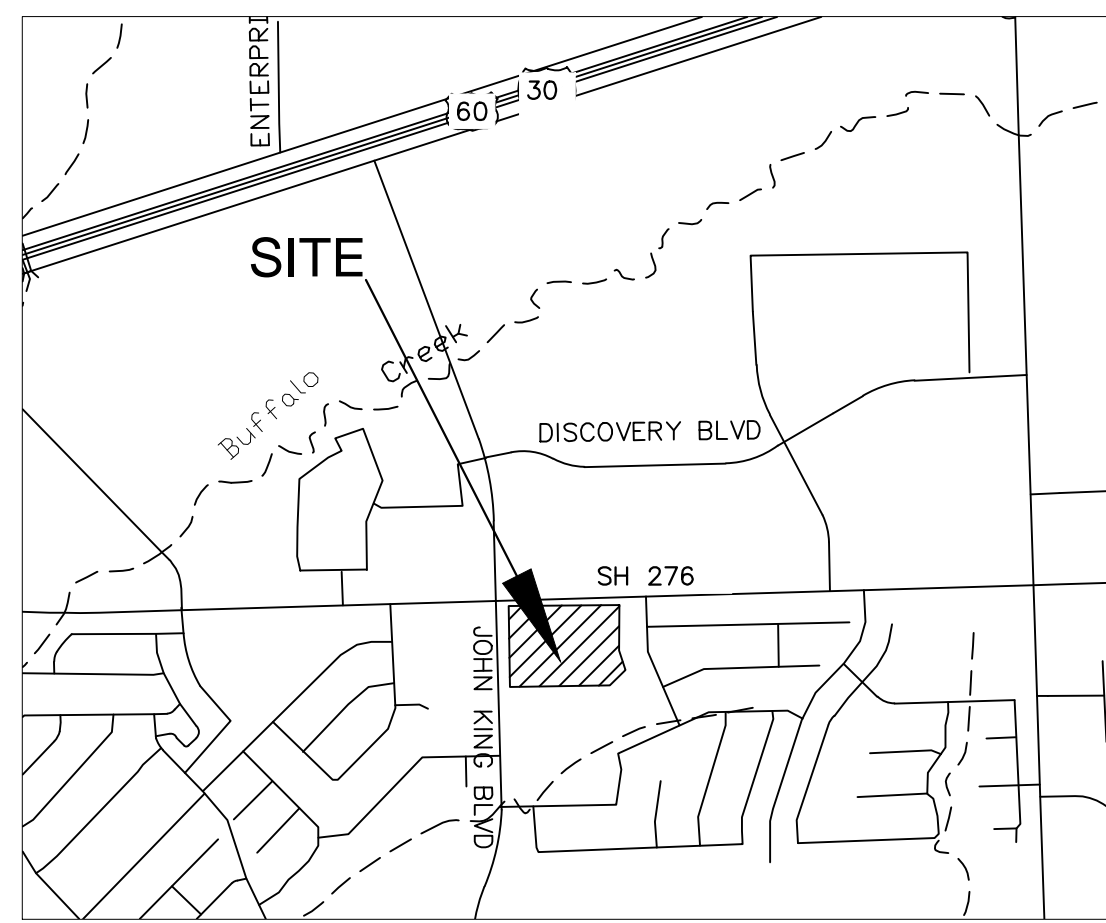 ENTERPRI
60
30
SITE
Buffalo Creek
DISCOVERY BLVD
SH 276
JOHN KING BLVD